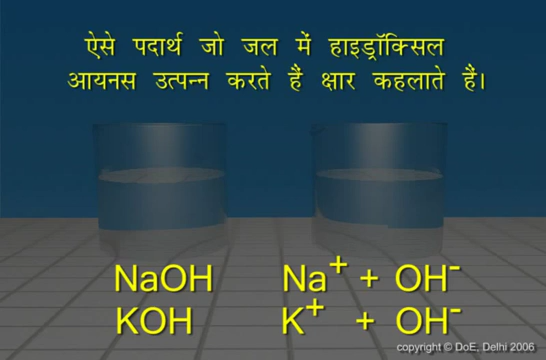 ऐसे पदार्थ जो जल में हाइड्रॉक्सिल
आयनस उत्पन्न करते हैं क्षार कहलाते हैं।
NaOH Na⁺ + OH⁻
KOH K⁺ + OH⁻
copyright © DoE, Delhi 2006